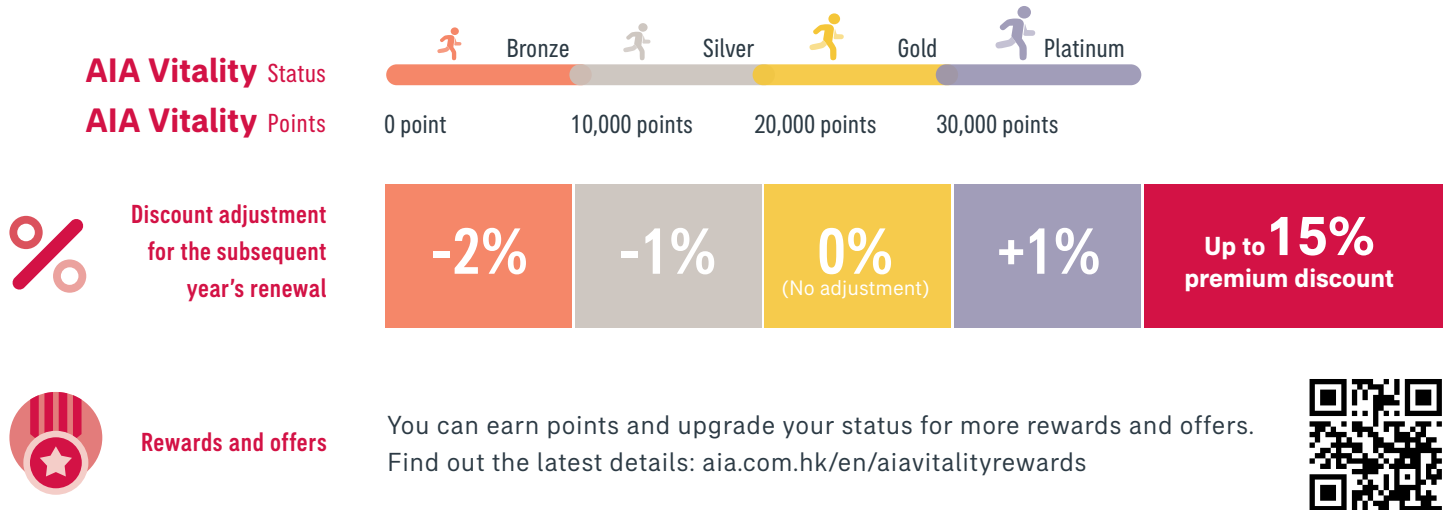 Bronze Silver Gold Platinum
AIA Vitality Status
AIA Vitality Points 0 point 10,000 points 20,000 points 30,000 points
Discount adjustment
for the subsequent
year’s renewal
-2% -1% 0% +1%
(No adjustment)
Up to 15%
premium discount
Rewards and offers
You can earn points and upgrade your status for more rewards and offers.
Find out the latest details: aia.com.hk/en/aiavitalityrewards